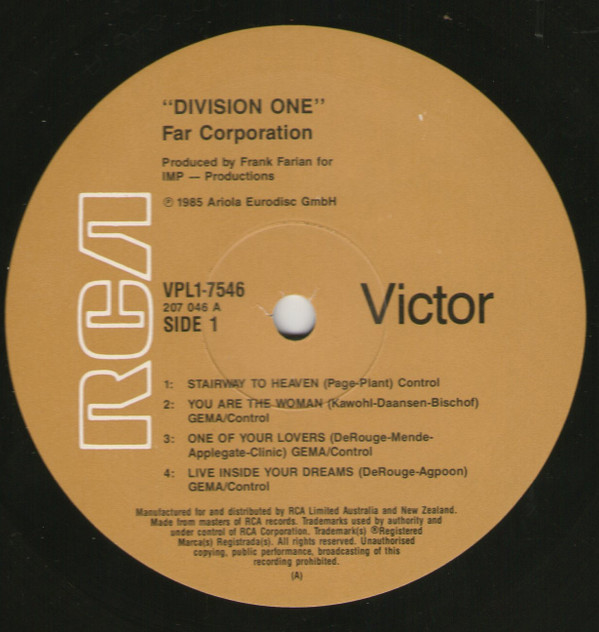 "DIVISION ONE"
Far Corporation
Produced by Frank Farian for
IMP — Productions
℗ 1985 Ariola Eurodisc GmbH
RCA
VPL1-7546
207 046 A
SIDE 1
Victor
1: STAIRWAY TO HEAVEN (Page-Plant) Control
2: YOU ARE THE WOMAN (Kawohl-Daansen-Bischof)
GEMA/Control
3: ONE OF YOUR LOVERS (DeRouge-Mende-
Applegate-Clinic) GEMA/Control
4: LIVE INSIDE YOUR DREAMS (DeRouge-Agpoon)
GEMA/Control
Manufactured for and distributed by RCA Limited Australia and New Zealand.
Made from masters of RCA records. Trademarks used by authority and
under control of RCA Corporation. Trademark(s) ®Registered
Marca(s) Registrada(s). All rights reserved. Unauthorised
copying, public performance, broadcasting of this
recording prohibited.
(A)